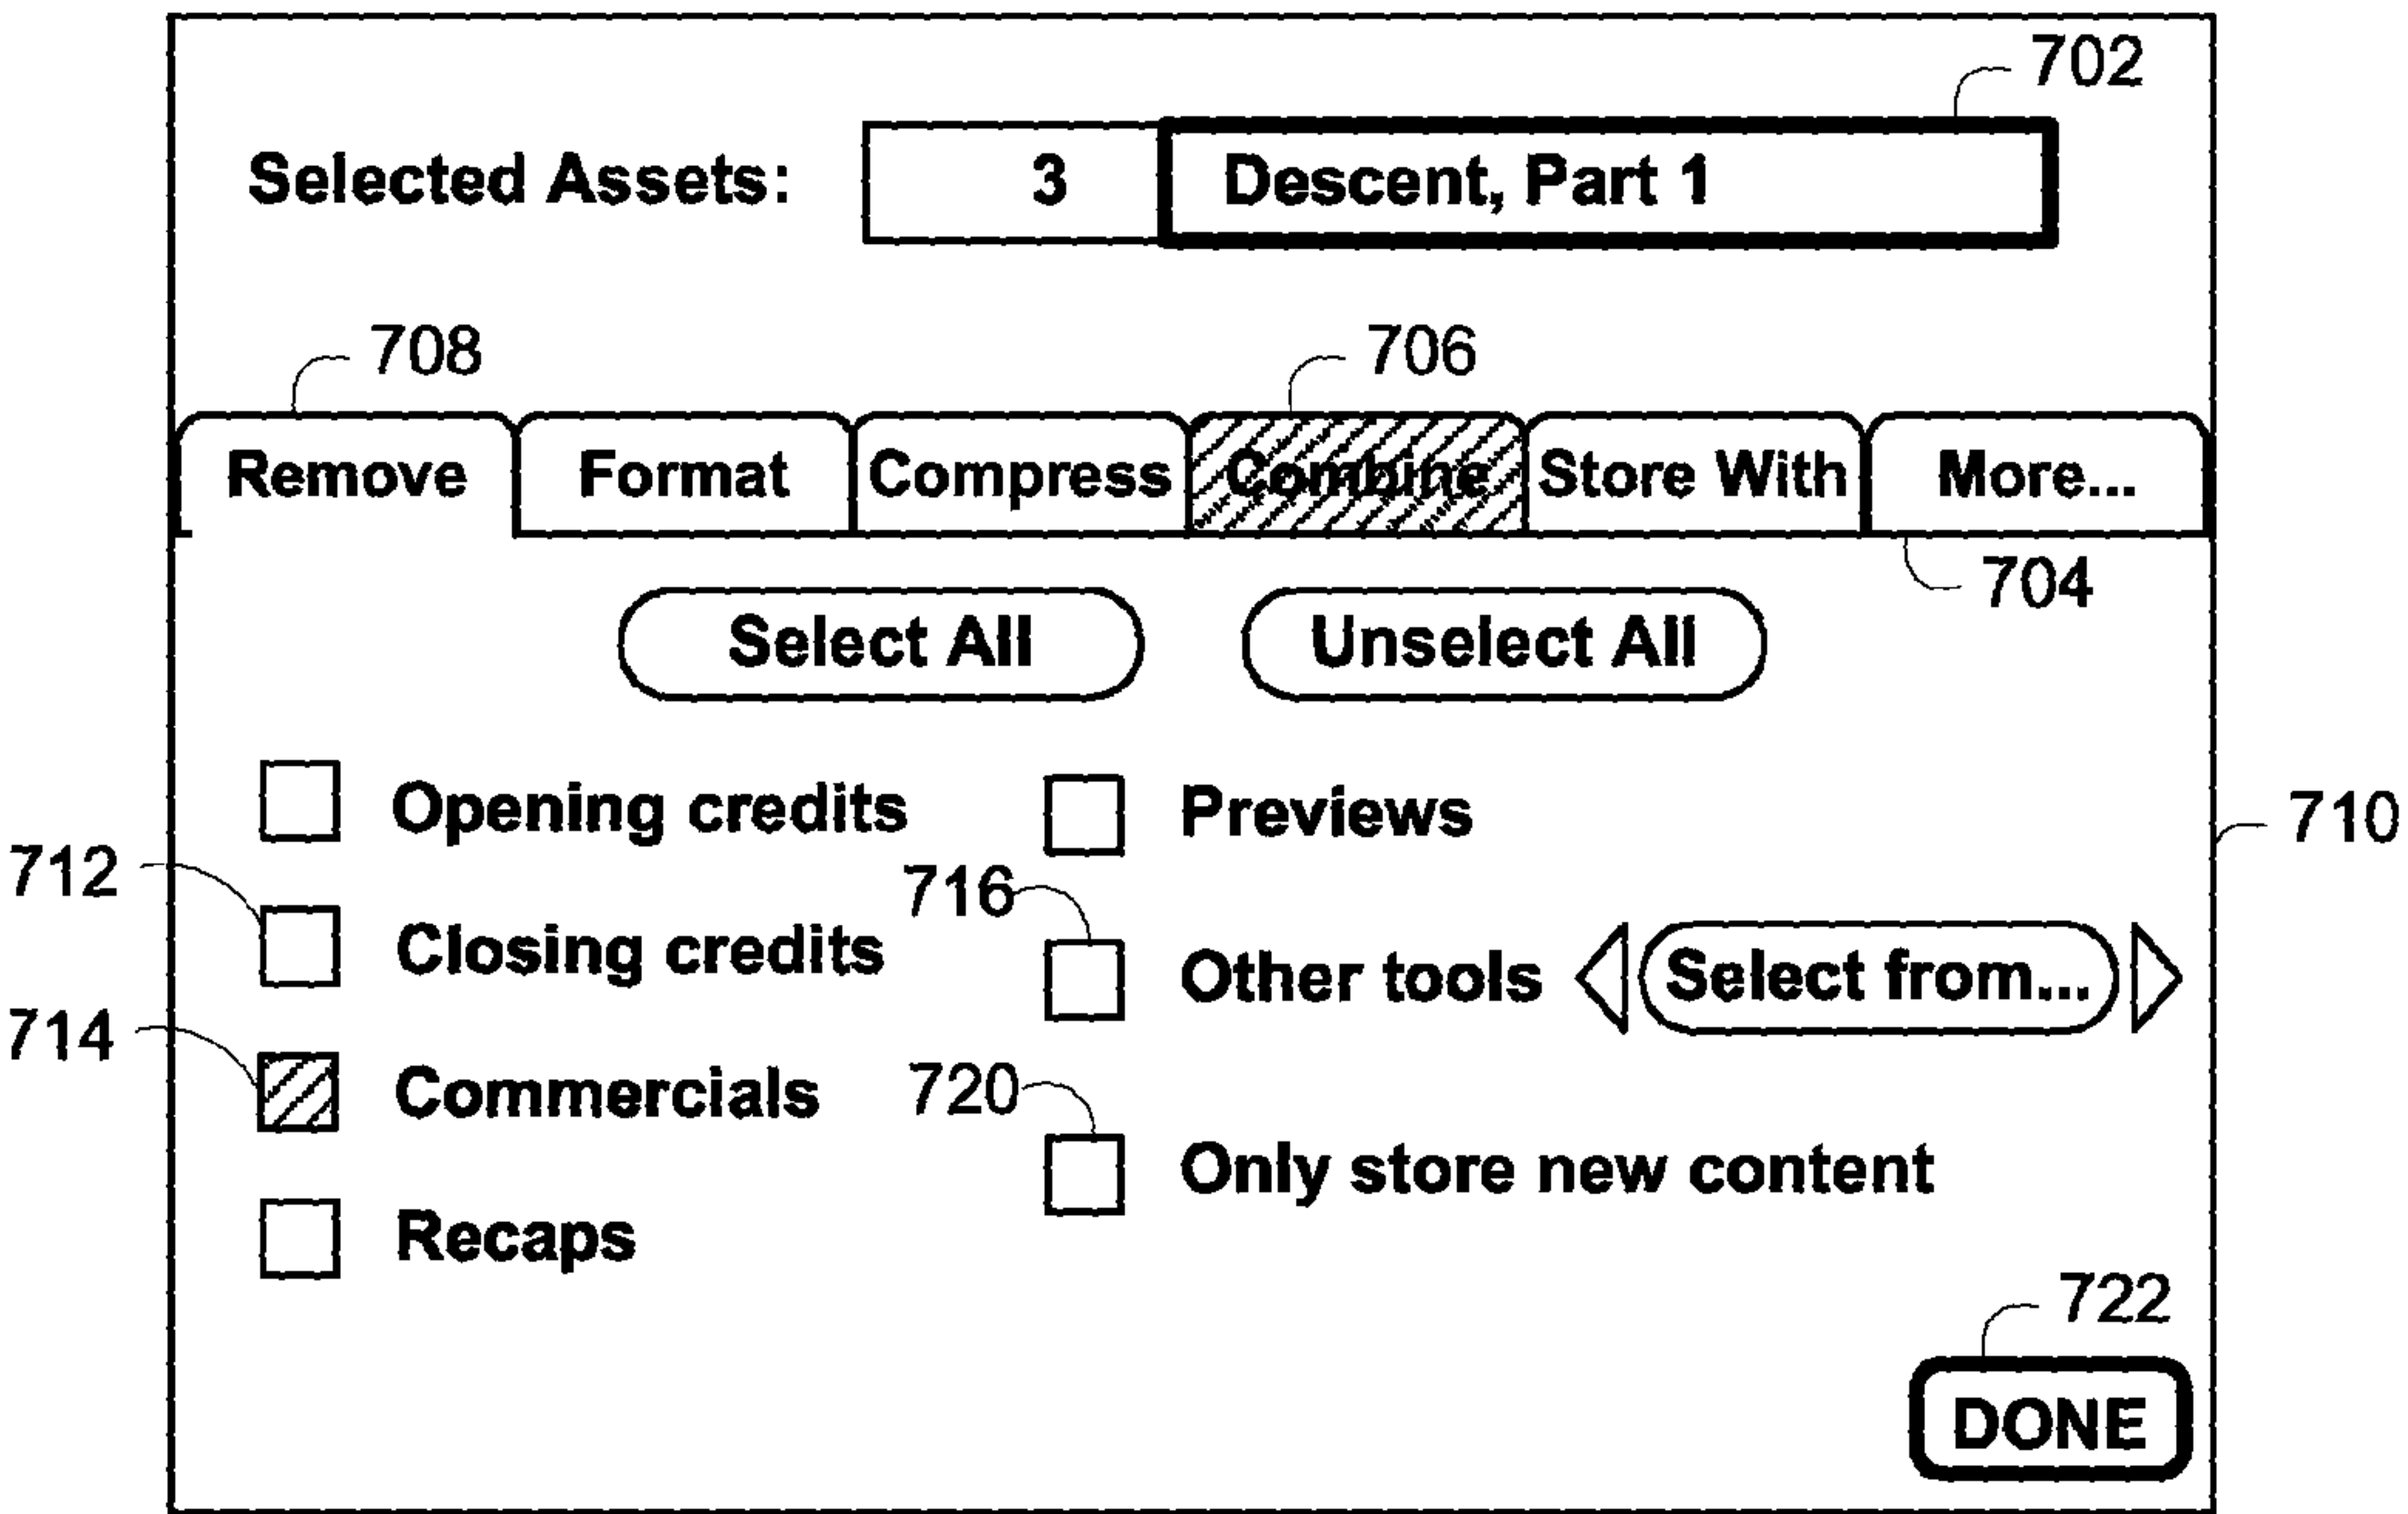 702
Selected Assets: 3 Descent, Part 1
708 706
Remove Format Compress Combine Store With More...
704
Select All Unselect All
Opening credits Previews
710
712 716
Closing credits Other tools Select from...
714
Commercials 720
Only store new content
Recaps
722
DONE